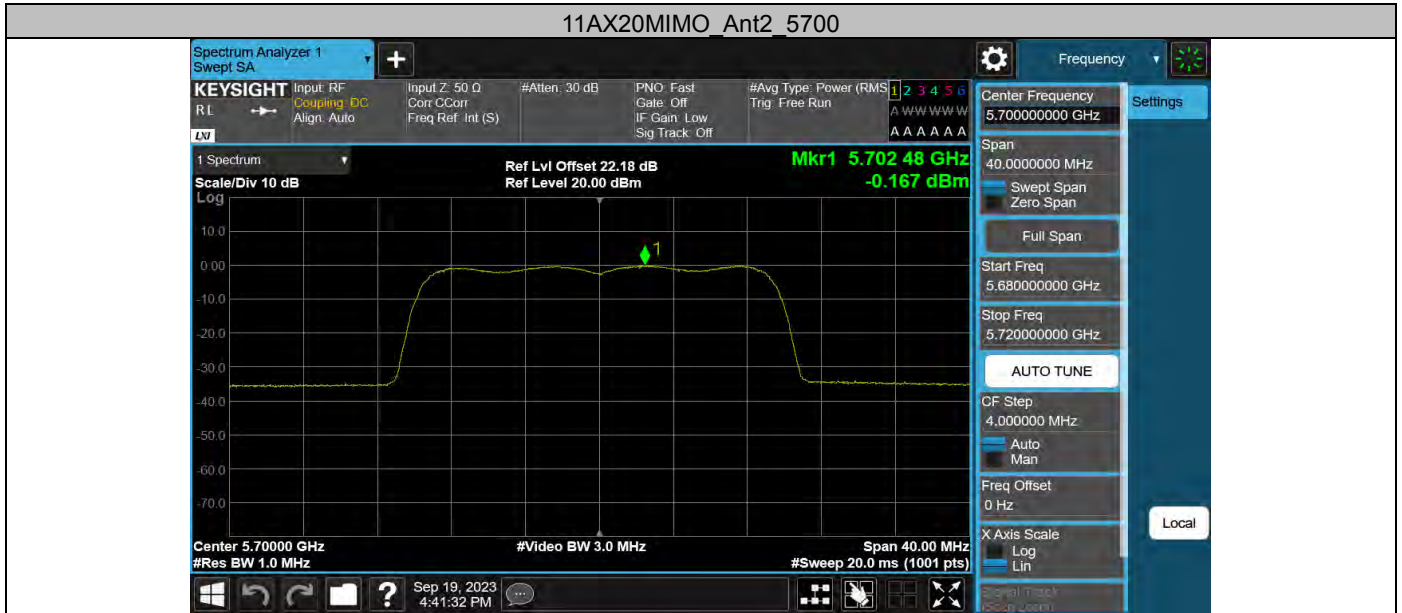 11AX20MIMO_Ant2_5700
Spectrum Analyzer 1
Swept SA
Frequency
KEYSIGHT
RL
LXI
Input: RF
Coupling: DC
Align: Auto
Input Z: 50 Ω
Corr CCorr
Freq Ref: Int (S)
#Atten: 30 dB
PNO: Fast
Gate: Off
IF Gain: Low
Sig Track: Off
#Avg Type: Power (RMS
Trig: Free Run
1 2 3 4 5 6
A W W W W W
A A A A A A
1 Spectrum
Scale/Div 10 dB
Ref Lvl Offset 22.18 dB
Ref Level 20.00 dBm
Mkr1 5.702 48 GHz
-0.167 dBm
Log
10.0
0.00
-10.0
-20.0
-30.0
-40.0
-50.0
-60.0
-70.0
1
Center 5.70000 GHz
#Res BW 1.0 MHz
#Video BW 3.0 MHz
Span 40.00 MHz
#Sweep 20.0 ms (1001 pts)
Center Frequency
5.700000000 GHz
Span
40.0000000 MHz
Swept Span
Zero Span
Full Span
Start Freq
5.680000000 GHz
Stop Freq
5.720000000 GHz
AUTO TUNE
CF Step
4.000000 MHz
Auto
Man
Freq Offset
0 Hz
X Axis Scale
Log
Lin
Signal Track
(Span Zoom)
Settings
Local
?
Sep 19, 2023
4:41:32 PM